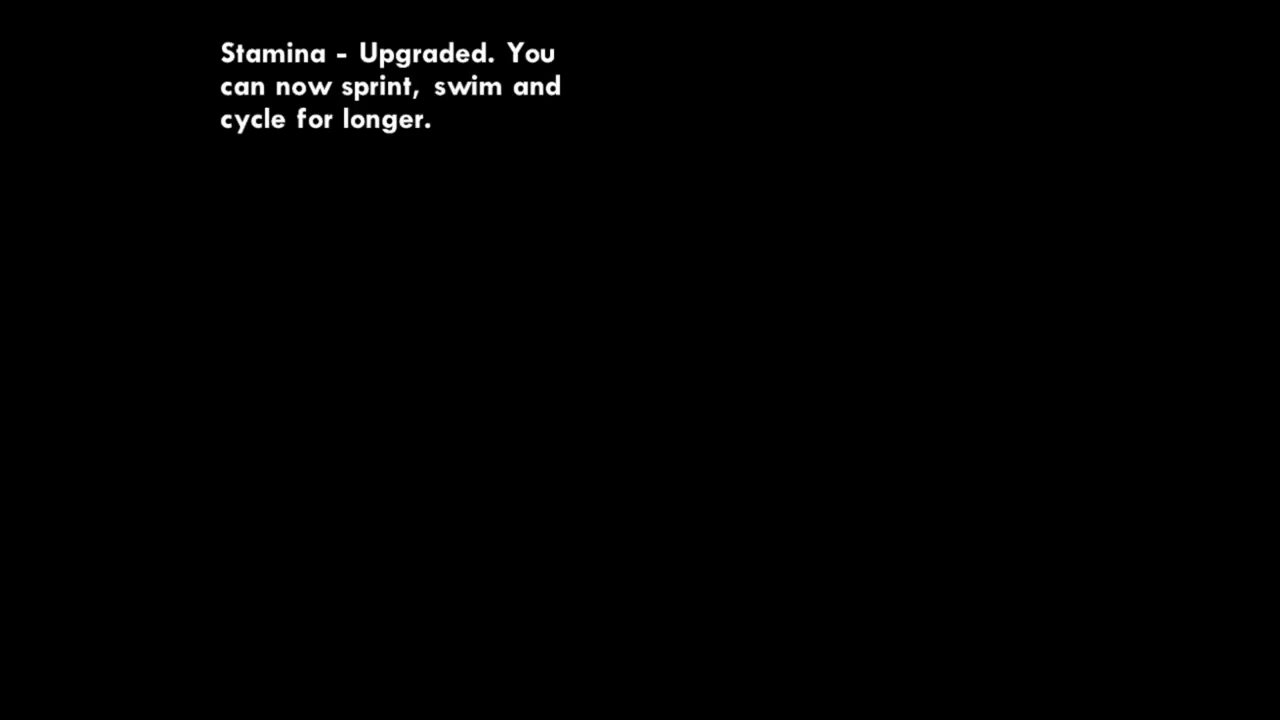 Stamina - Upgraded. You
can now sprint, swim and
cycle for longer.